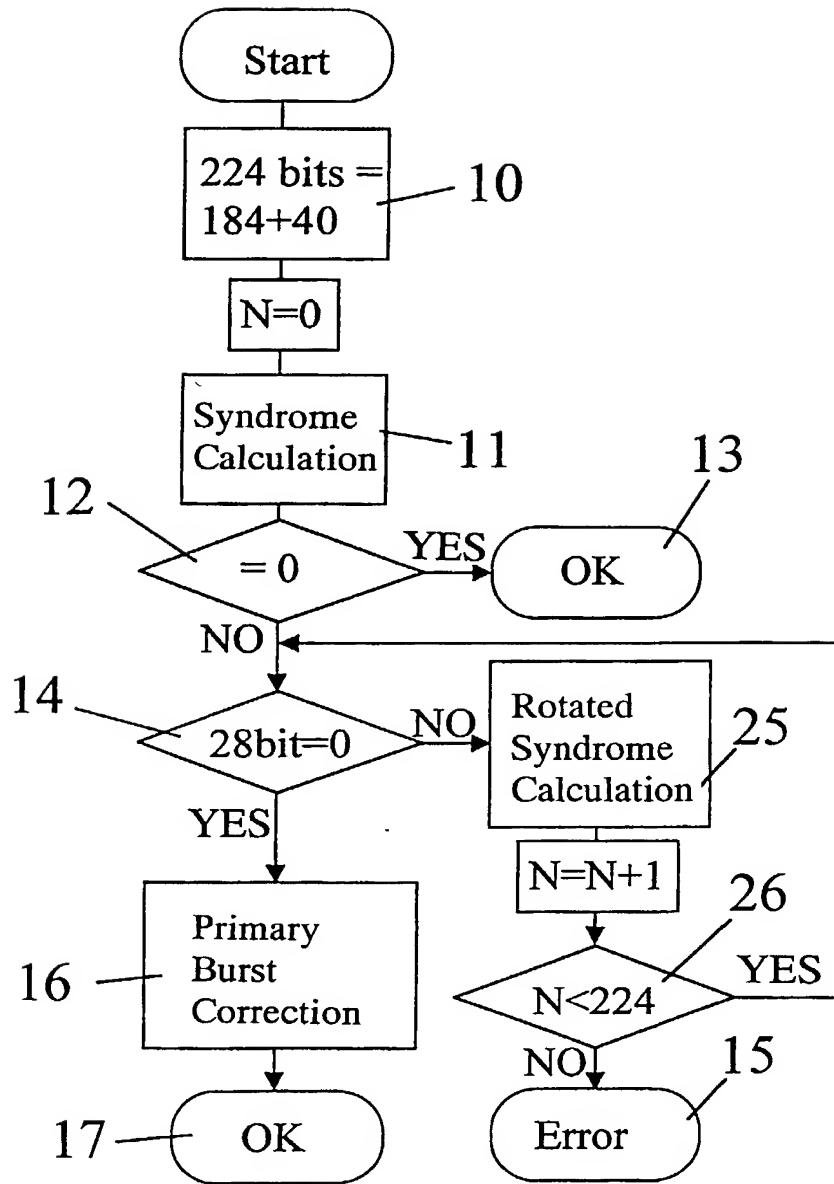 Start
224 bits =
184+40
10
N=0
Syndrome
Calculation
11
13
12
= 0
YES
OK
NO
14
28bit=0
NO
Rotated
Syndrome
Calculation
25
YES
N=N+1
26
Primary
Burst
Correction
16
N<224
YES
NO
15
17
OK
Error